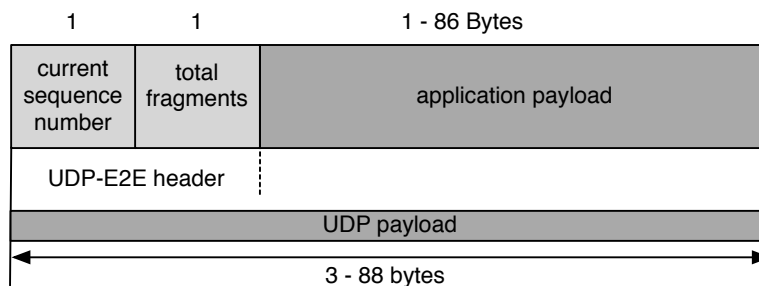 1 1 1 - 86 Bytes
current
sequence
number
total
fragments
application payload
UDP-E2E header
UDP payload
3 - 88 bytes